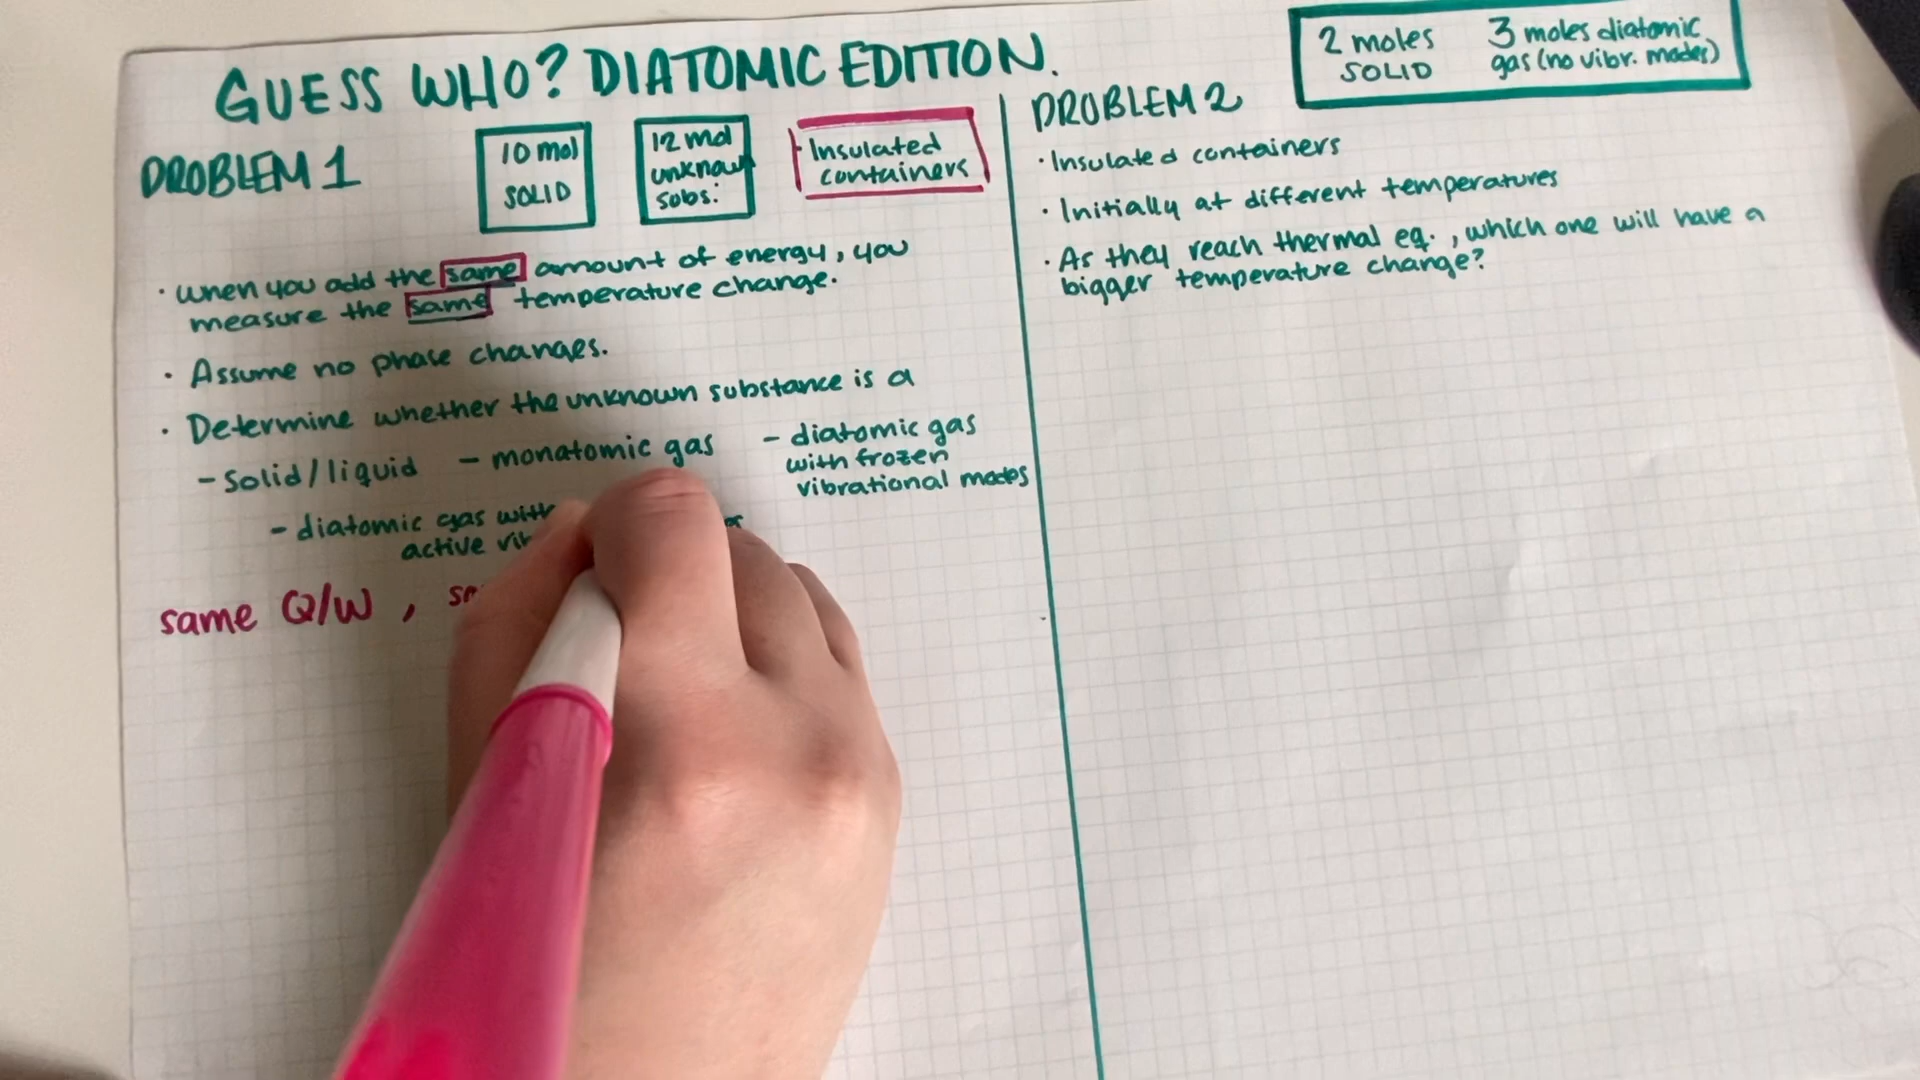 GUESS WHO? DIATOMIC EDITION.
PROBLEM 1
10 mol
SOLID
12 mol
unknown
subs.
Insulated
containers
· When you add the same amount of energy, you
measure the same temperature change.
· Assume no phase changes.
· Determine whether the unknown substance is a
- Solid/liquid
- monatomic gas
- diatomic gas
with frozen
vibrational modes
- diatomic gas with
active
same Q/W ,
2 moles
SOLID
3 moles diatomic
gas (no vibr. modes)
PROBLEM 2
· Insulated containers
· Initially at different temperatures
· As they reach thermal eq., which one will have a
bigger temperature change?